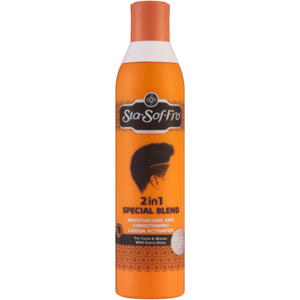 Sta-Sof-Fro
2in1
SPECIAL BLEND
MOISTURISING AND
CONDITIONING
LOTION ACTIVATOR
For Curls & Waves
With Extra Shine